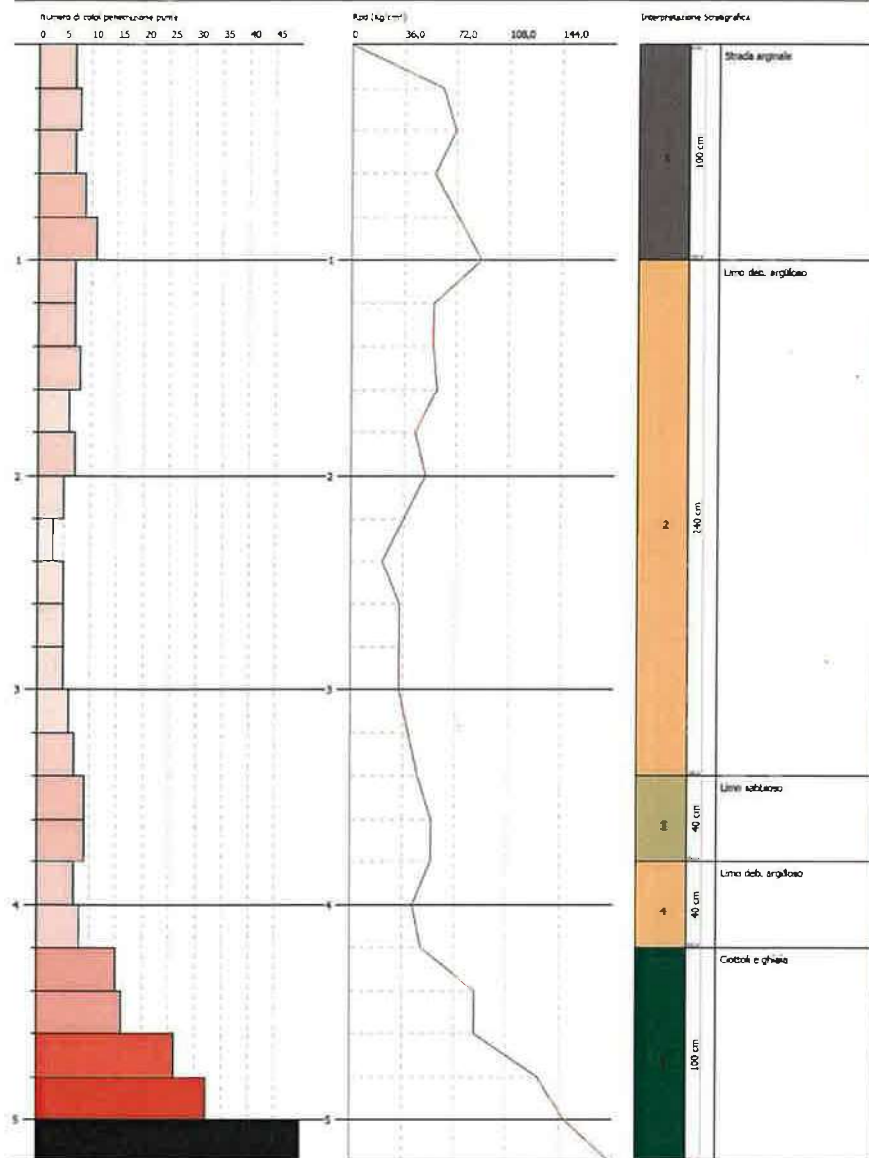 Numero di colpi penetrazione punta
0 5 10 15 20 25 30 35 40 45
Rpd (kg/cm²)
0 36,0 72,0 108,0 144,0
Interpretazione Stratigrafica
Strada arginale
100 cm
1 1
Limo deb. argilloso
2 2
2
240 cm
3 3
Limo sabbioso
40 cm
Limo deb. argilloso
4
40 cm
4 4
Ciottoli e ghiaia
100 cm
5 5